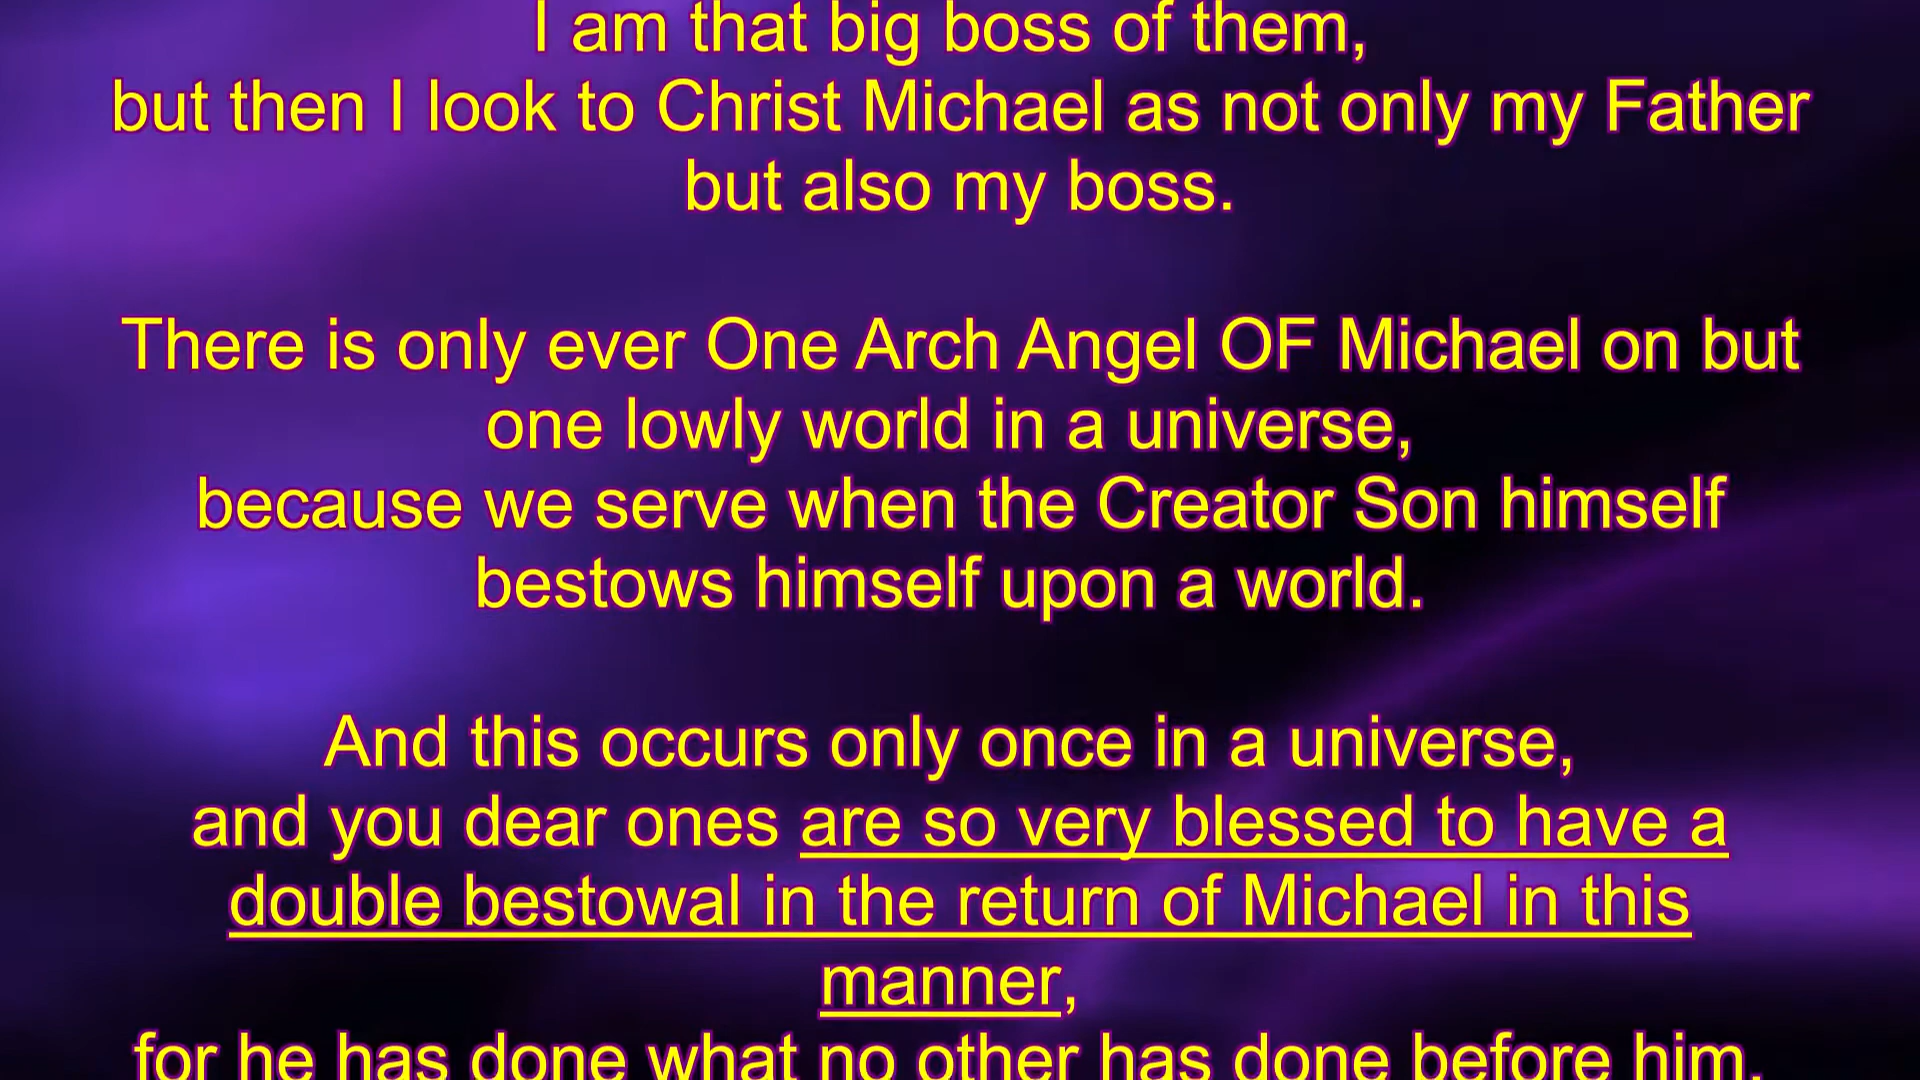 I am that big boss of them,
but then I look to Christ Michael as not only my Father
but also my boss.
There is only ever One Arch Angel OF Michael on but
one lowly world in a universe,
because we serve when the Creator Son himself
bestows himself upon a world.
And this occurs only once in a universe,
and you dear ones are so very blessed to have a
double bestowal in the return of Michael in this
manner,
for he has done what no other has done before him.